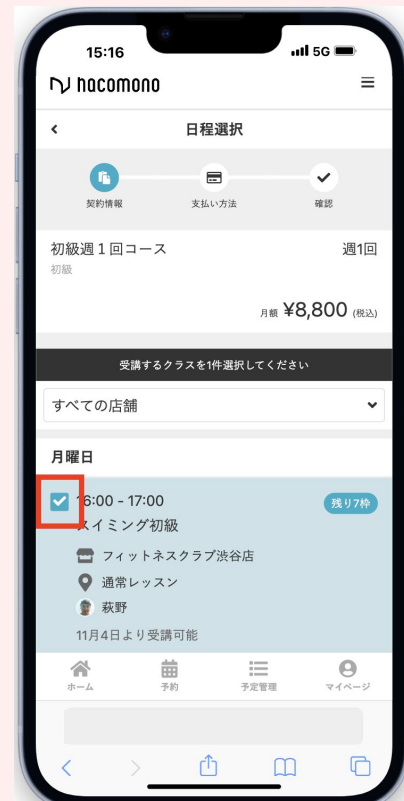 15:16
5G
hacomono
日程選択
契約情報
支払い方法
確認
初級週1回コース
週1回
初級
月額 ¥8,800 (税込)
受講するクラスを1件選択してください
すべての店舗
月曜日
16:00 - 17:00
残り7枠
スイミング初級
フィットネスクラブ渋谷店
通常レッスン
萩野
11月4日より受講可能
ホーム
予約
予定管理
マイページ